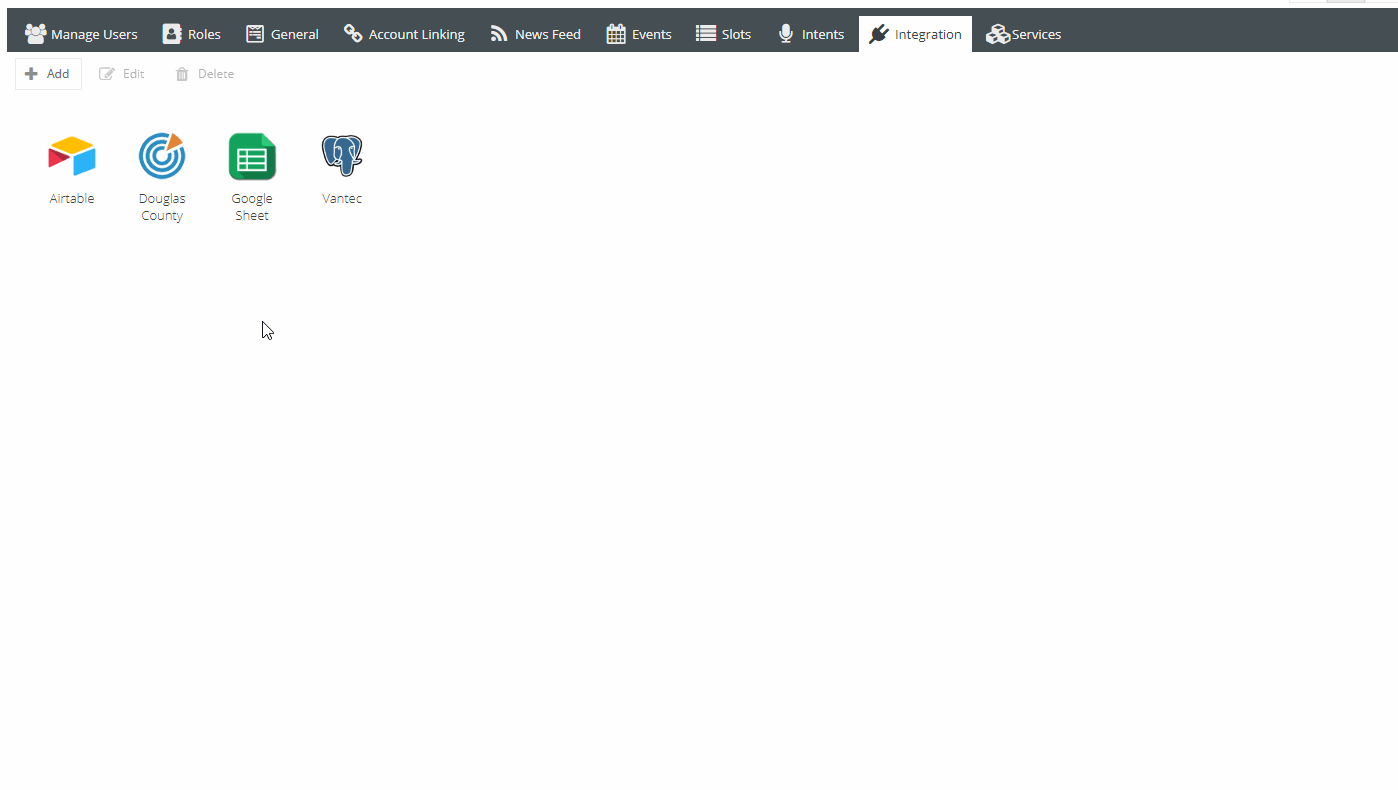 Manage Users Roles General Account Linking News Feed Events Slots Intents Integration Services
Add Edit Delete
Airtable Douglas County Google Sheet Vantec